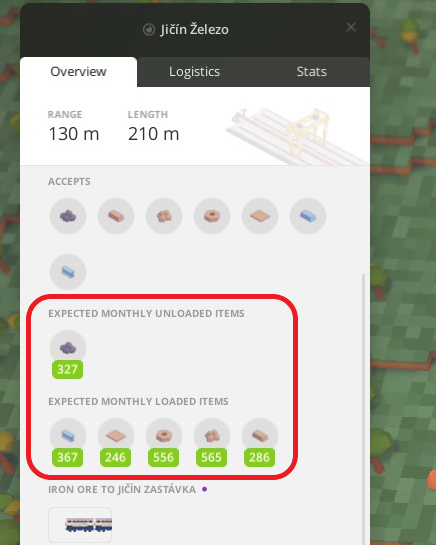 Jičín Železo
Overview Logistics Stats
RANGE LENGTH
130 m 210 m
ACCEPTS
EXPECTED MONTHLY UNLOADED ITEMS
327
EXPECTED MONTHLY LOADED ITEMS
367 246 556 565 286
IRON ORE TO JIČÍN ZASTÁVKA